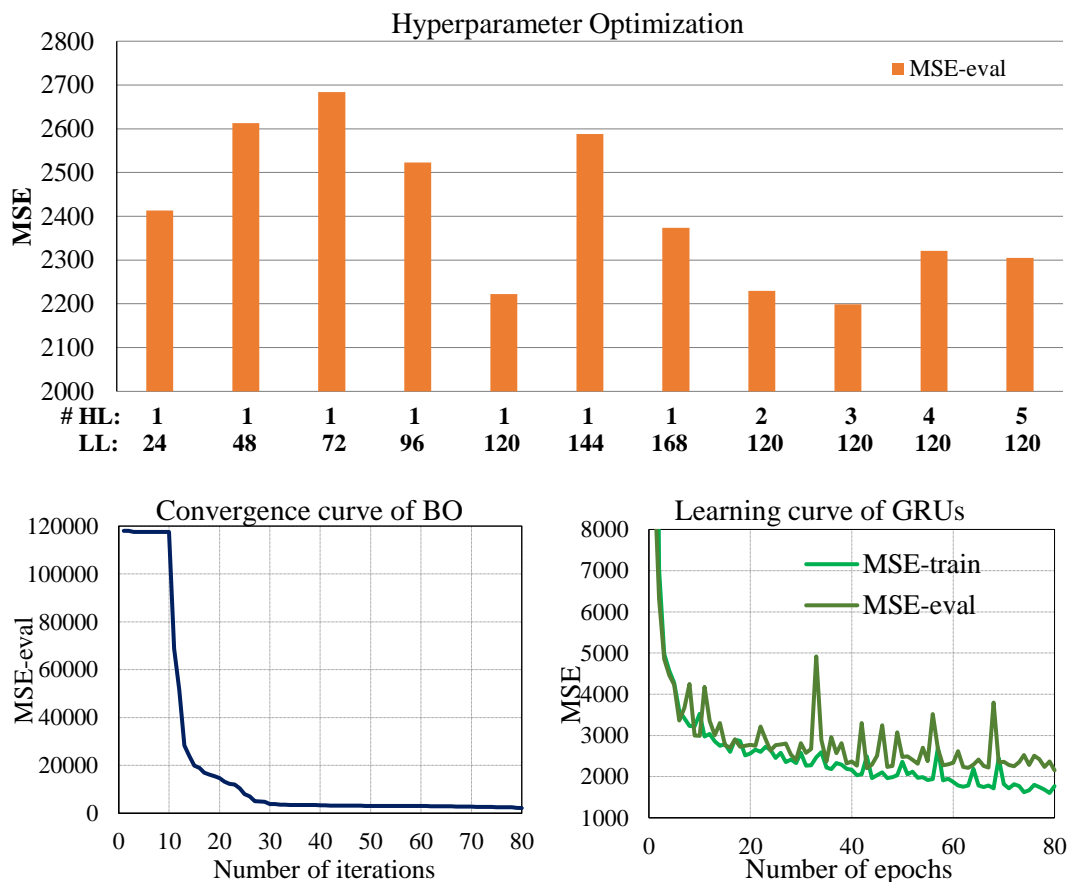 Hyperparameter Optimization
2800
MSE-eval
2700
2600
2500
2400
2300
2200
2100
2000
MSE
# HL: 1 1 1 1 1 1 1 2 3 4 5
LL: 24 48 72 96 120 144 168 120 120 120 120
Convergence curve of BO
120000
100000
80000
60000
40000
20000
0
MSE-eval
0 10 20 30 40 50 60 70 80
Number of iterations
Learning curve of GRUs
8000
7000
6000
5000
4000
3000
2000
1000
MSE
MSE-train
MSE-eval
0 20 40 60 80
Number of epochs